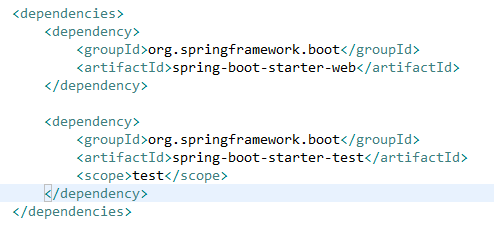 <dependencies>
    <dependency>
        <groupId>org.springframework.boot</groupId>
        <artifactId>spring-boot-starter-web</artifactId>
    </dependency>

    <dependency>
        <groupId>org.springframework.boot</groupId>
        <artifactId>spring-boot-starter-test</artifactId>
        <scope>test</scope>
    </dependency>
</dependencies>